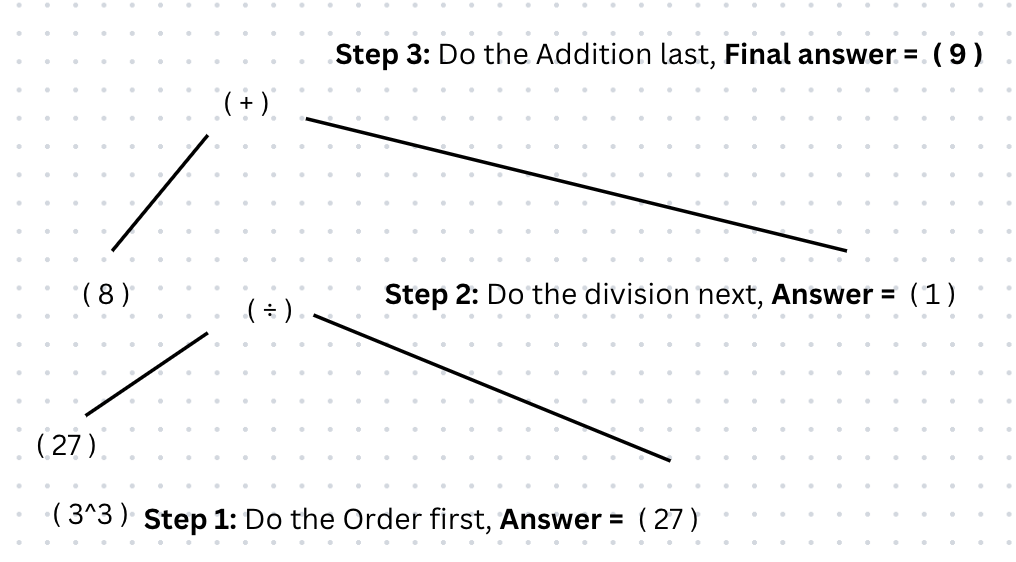 Step 3: Do the Addition last, Final answer = ( 9 )
( + )
( 8 )
Step 2: Do the division next, Answer = ( 1 )
( ÷ )
( 27 )
( 3^3 ) Step 1: Do the Order first, Answer = ( 27 )